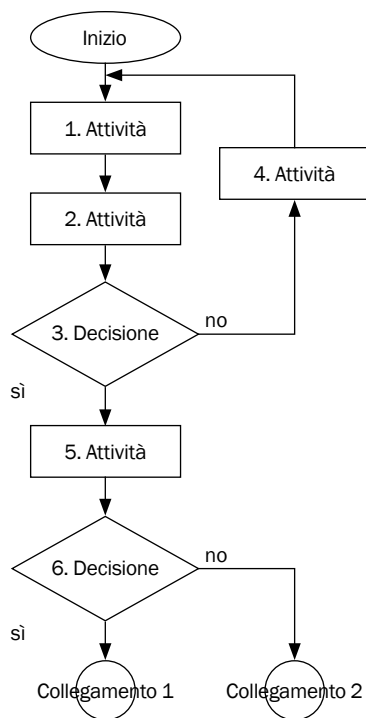 Inizio
1. Attività
4. Attività
2. Attività
3. Decisione
no
sì
5. Attività
6. Decisione
no
sì
Collegamento 1
Collegamento 2